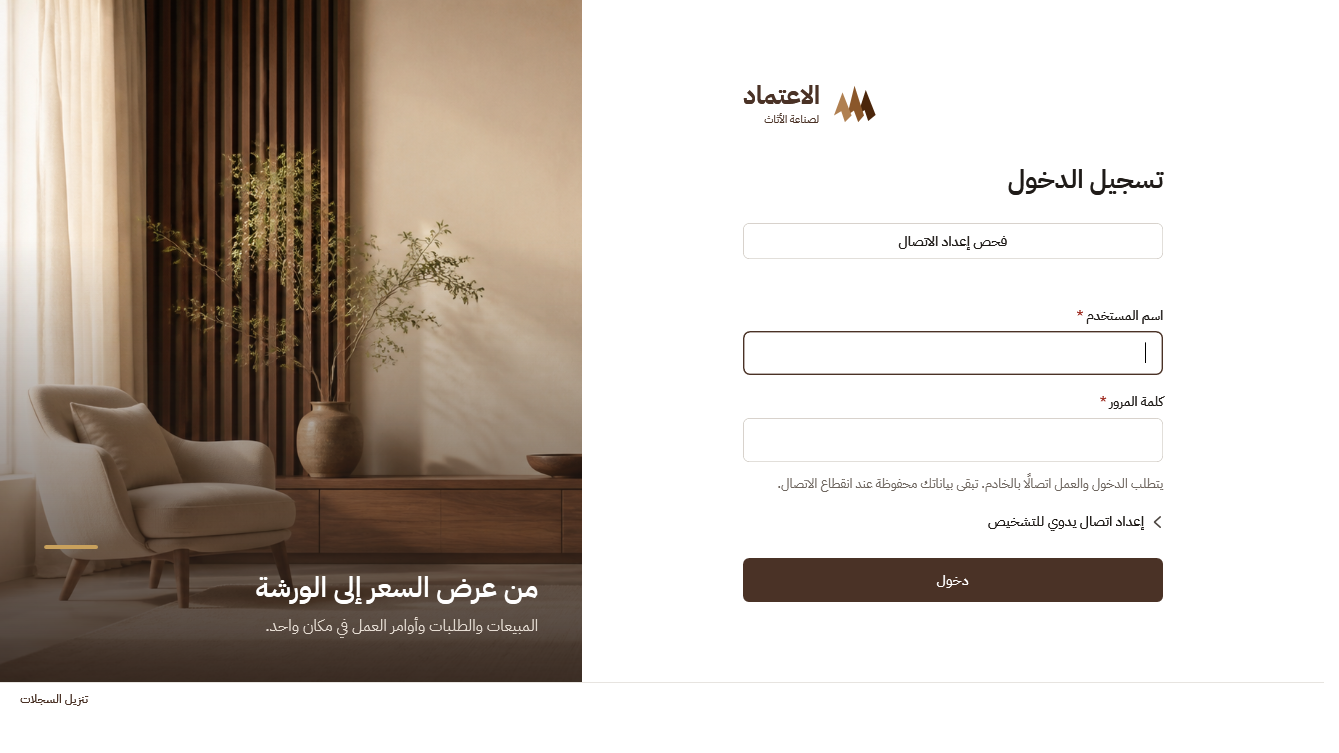 الاعتماد
لصناعة الأثاث
تسجيل الدخول
فحص إعداد الاتصال
اسم المستخدم *
كلمة المرور *
يتطلب الدخول والعمل اتصالًا بالخادم. تبقى بياناتك محفوظة عند انقطاع الاتصال.
إعداد اتصال يدوي للتشخيص
دخول
من عرض السعر إلى الورشة
المبيعات والطلبات وأوامر العمل في مكان واحد.
تنزيل السجلات